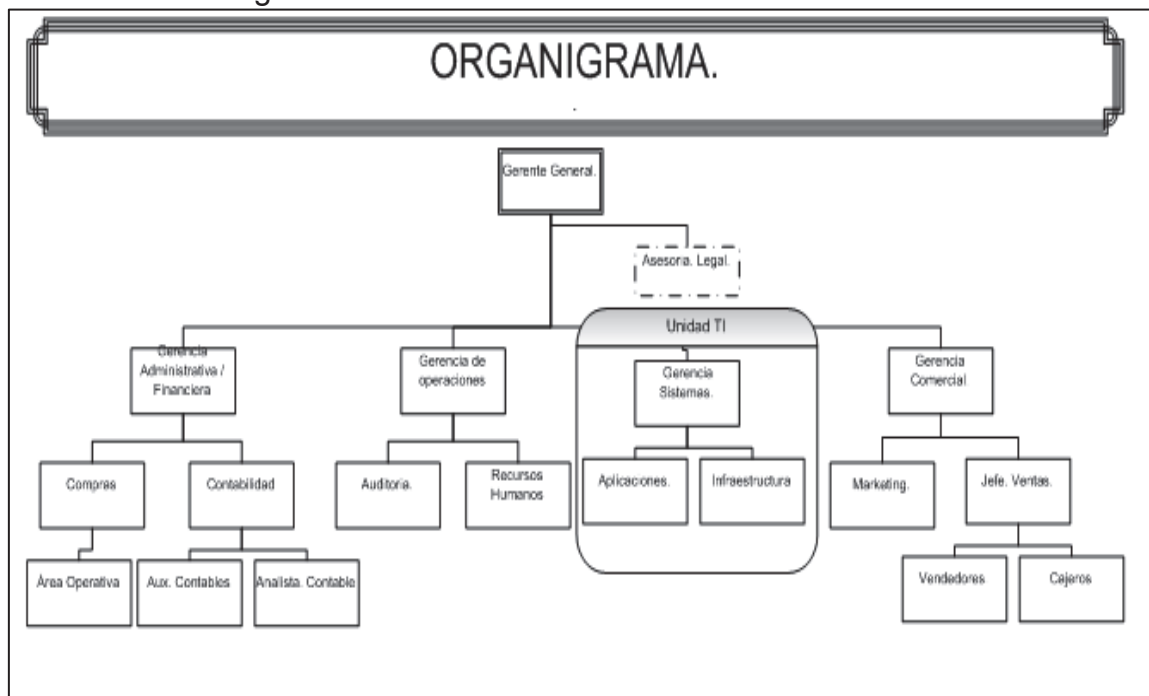 ORGANIGRAMA.
.
Gerente General.
Asesoria. Legal.
Unidad TI
Gerencia
Administrativa /
Financiera
Gerencia de
operaciones
Gerencia
Sistemas.
Gerencia
Comercial
Compras
Contabilidad
Auditoria.
Recursos
Humanos
Aplicaciones.
Infraestructura
Marketing.
Jefe. Ventas.
Área Operativa
Aux. Contables
Analista. Contable
Vendedores
Cajeros